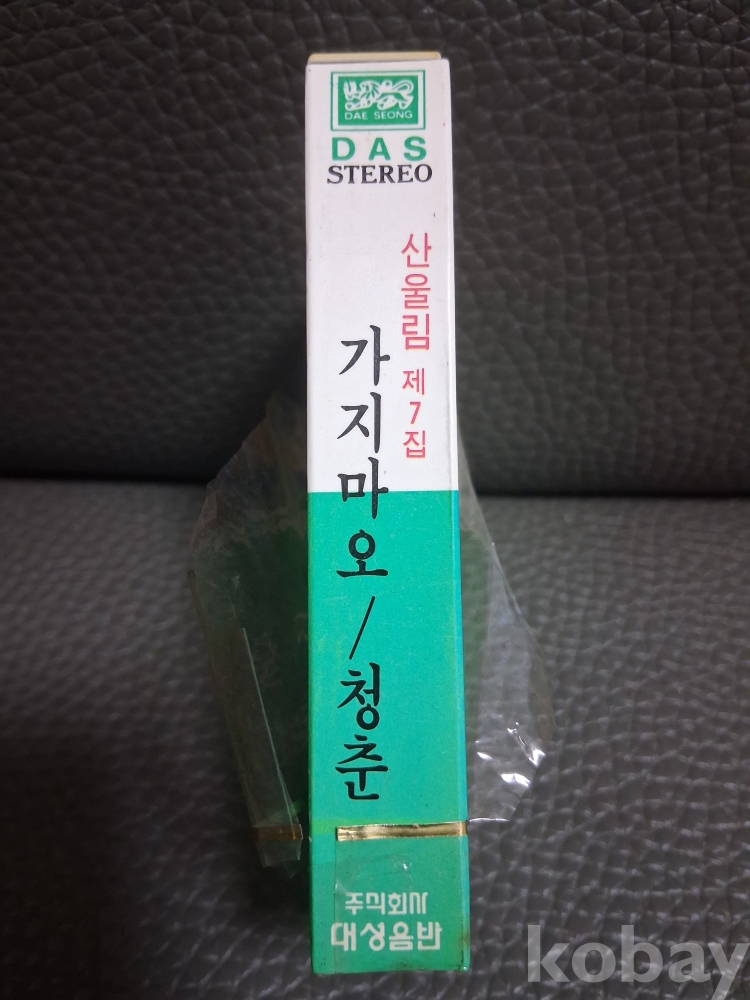 DAE SEONG
DAS
STEREO
산울림 제7집
가지마오/청춘
주식회사
대성음반
kobay